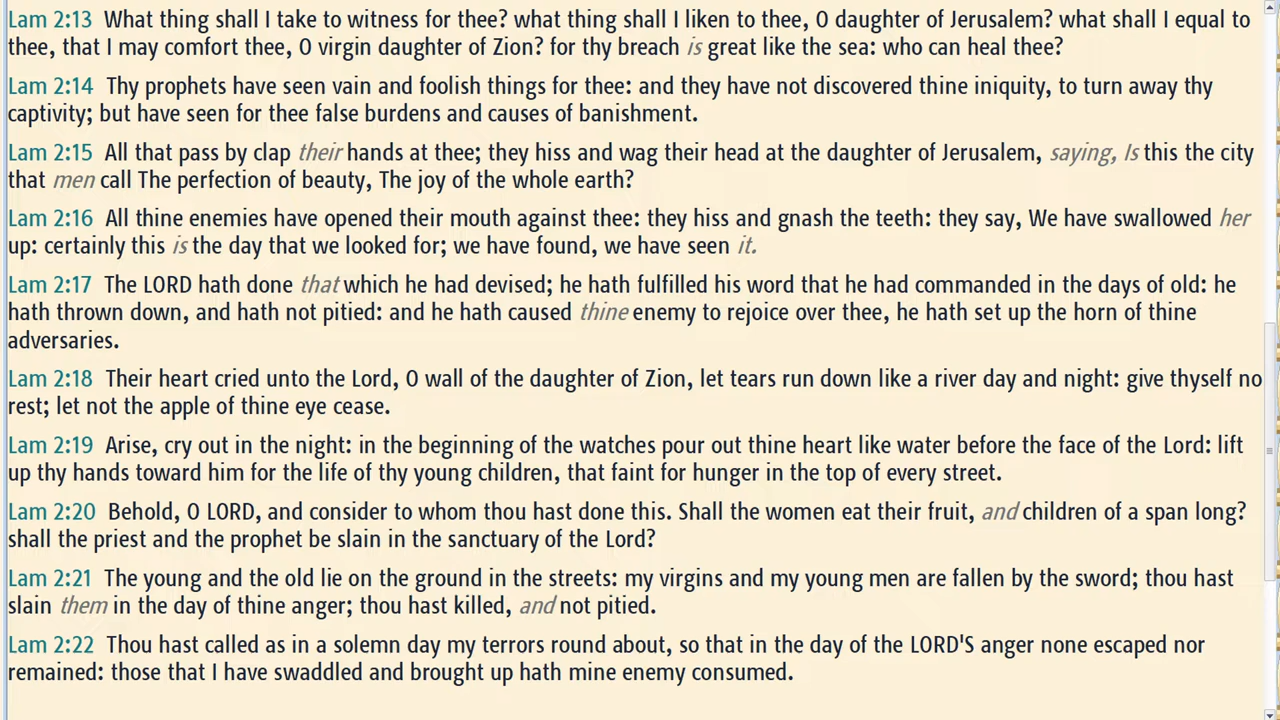 Lam 2:13 What thing shall I take to witness for thee? what thing shall I liken to thee, O daughter of Jerusalem? what shall I equal to
thee, that I may comfort thee, O virgin daughter of Zion? for thy breach is great like the sea: who can heal thee?
Lam 2:14 Thy prophets have seen vain and foolish things for thee: and they have not discovered thine iniquity, to turn away thy
captivity; but have seen for thee false burdens and causes of banishment.
Lam 2:15 All that pass by clap their hands at thee; they hiss and wag their head at the daughter of Jerusalem, saying, Is this the city
that men call The perfection of beauty, The joy of the whole earth?
Lam 2:16 All thine enemies have opened their mouth against thee: they hiss and gnash the teeth: they say, We have swallowed her
up: certainly this is the day that we looked for; we have found, we have seen it.
Lam 2:17 The LORD hath done that which he had devised; he hath fulfilled his word that he had commanded in the days of old: he
hath thrown down, and hath not pitied: and he hath caused thine enemy to rejoice over thee, he hath set up the horn of thine
adversaries.
Lam 2:18 Their heart cried unto the Lord, O wall of the daughter of Zion, let tears run down like a river day and night: give thyself no
rest; let not the apple of thine eye cease.
Lam 2:19 Arise, cry out in the night: in the beginning of the watches pour out thine heart like water before the face of the Lord: lift
up thy hands toward him for the life of thy young children, that faint for hunger in the top of every street.
Lam 2:20 Behold, O LORD, and consider to whom thou hast done this. Shall the women eat their fruit, and children of a span long?
shall the priest and the prophet be slain in the sanctuary of the Lord?
Lam 2:21 The young and the old lie on the ground in the streets: my virgins and my young men are fallen by the sword; thou hast
slain them in the day of thine anger; thou hast killed, and not pitied.
Lam 2:22 Thou hast called as in a solemn day my terrors round about, so that in the day of the LORD'S anger none escaped nor
remained: those that I have swaddled and brought up hath mine enemy consumed.